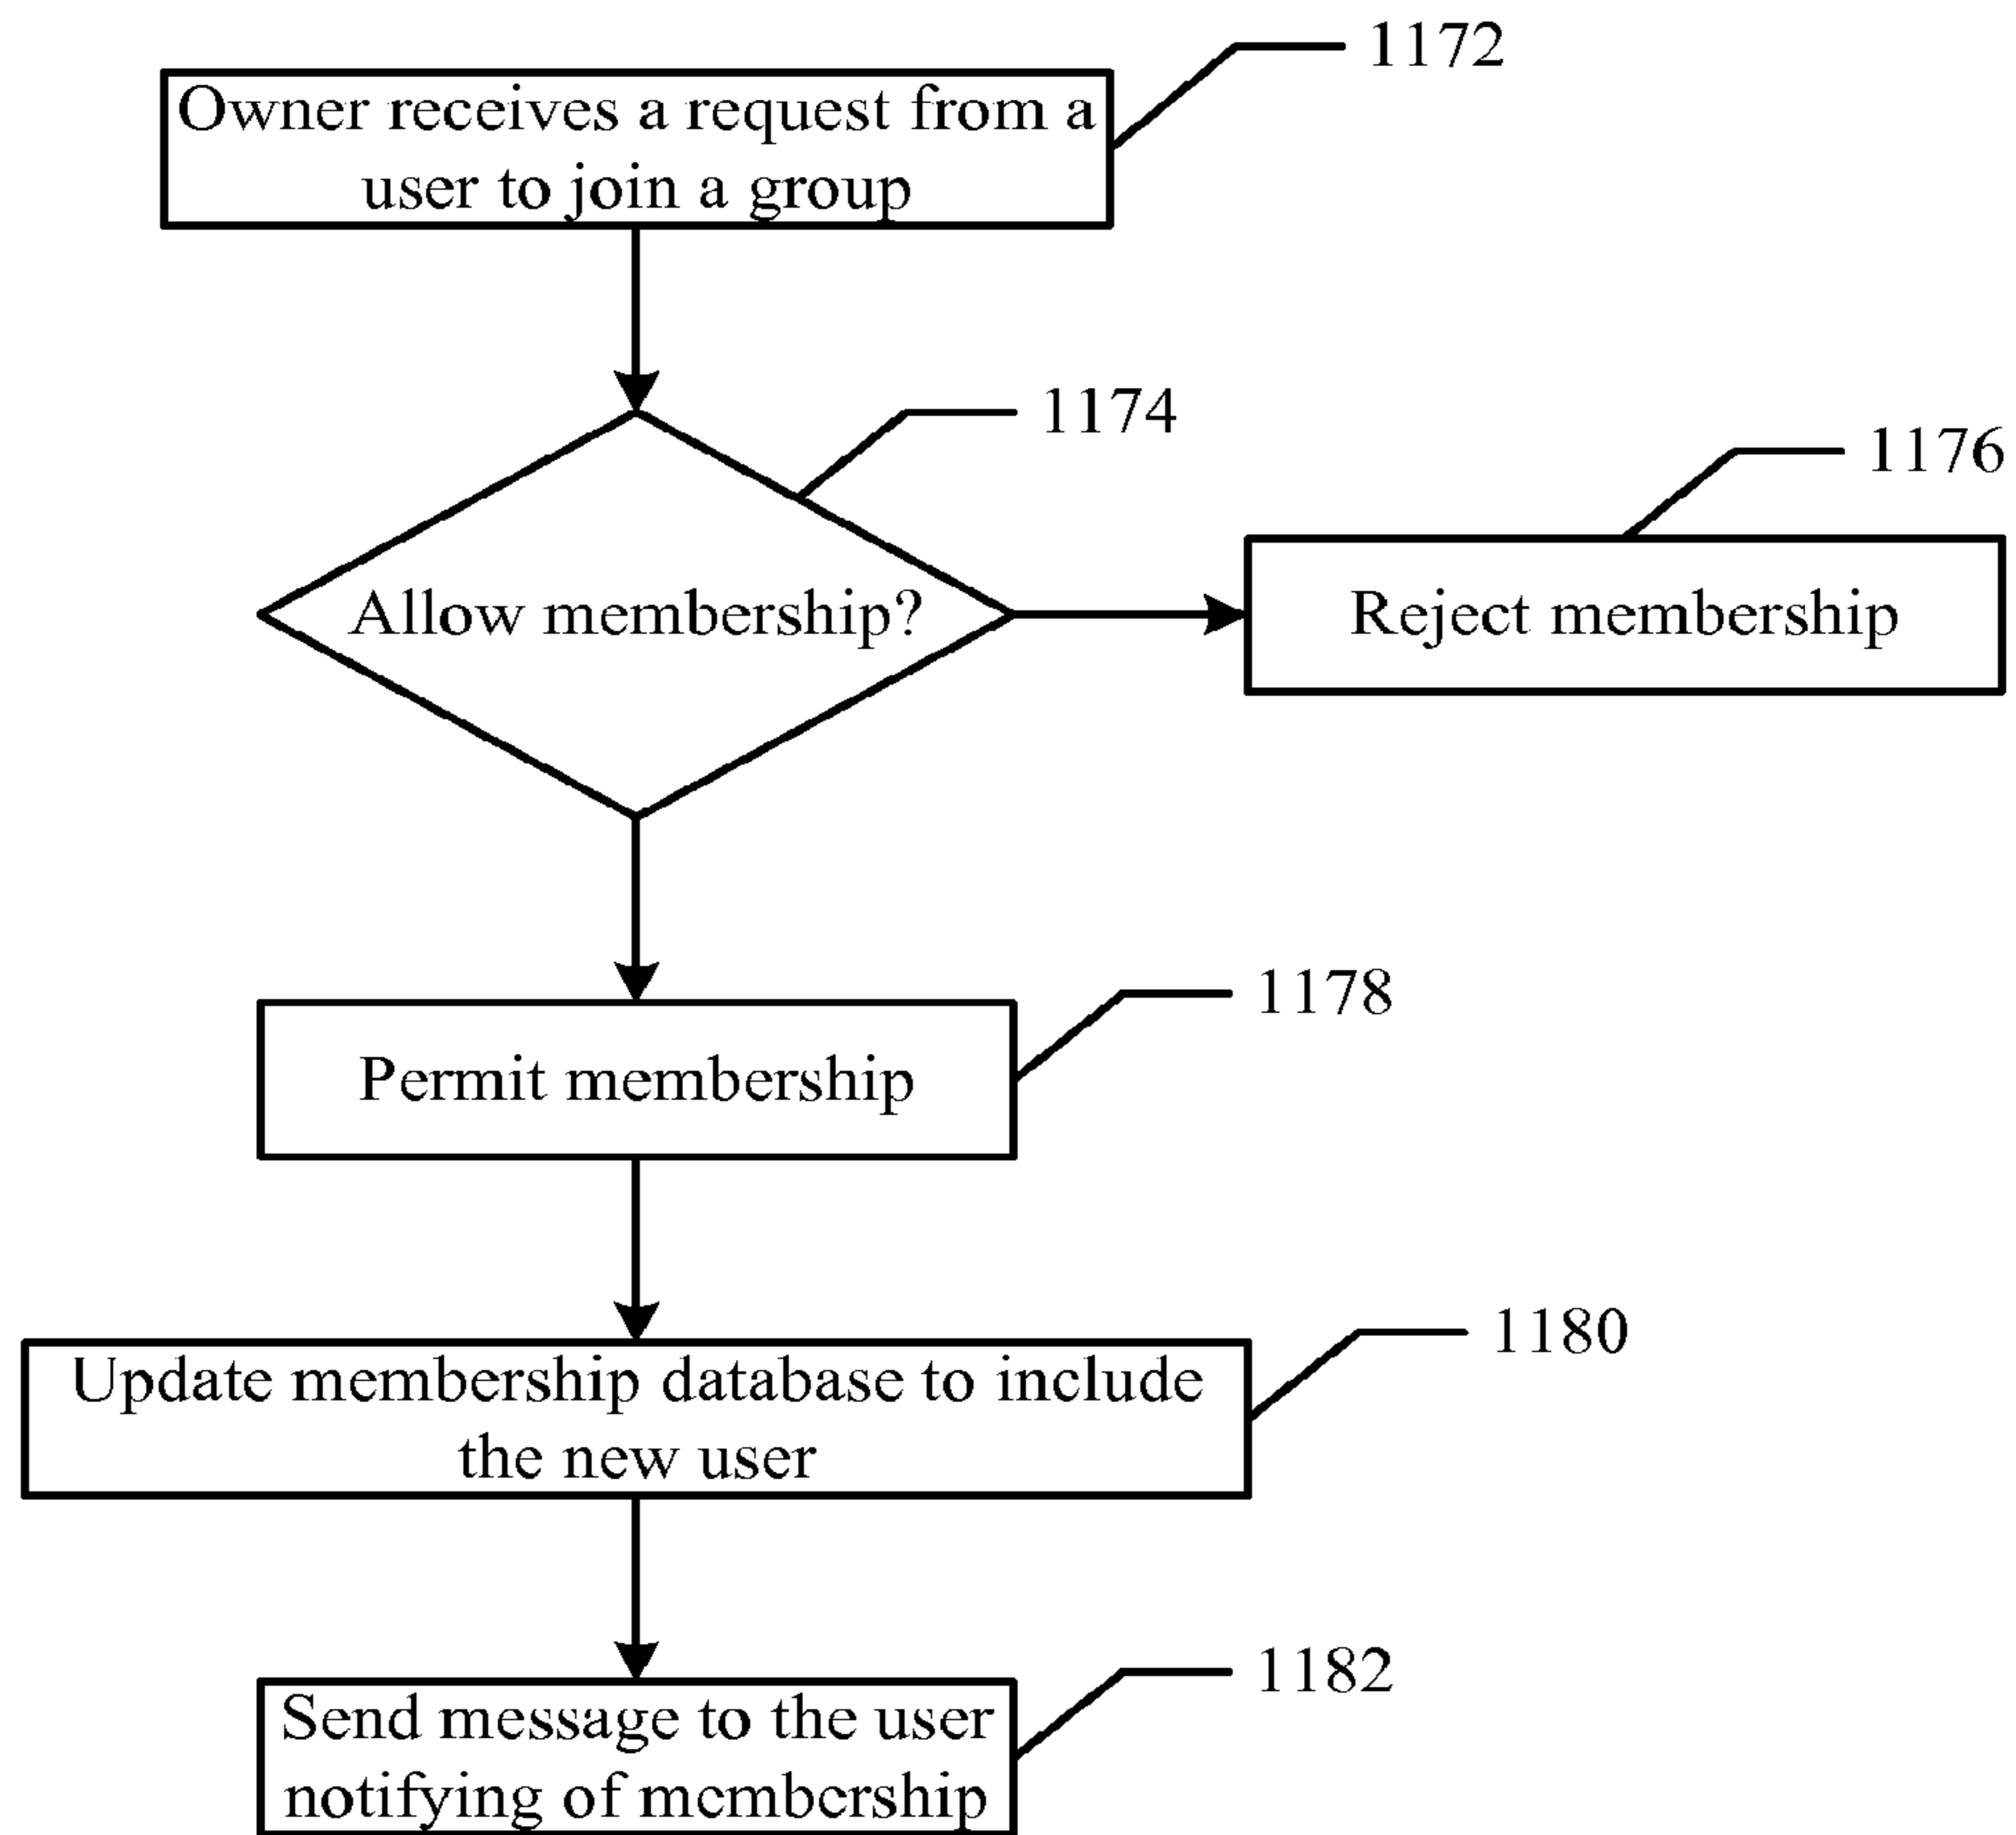 1172
Owner receives a request from a
user to join a group
1174
1176
Allow membership?
Reject membership
1178
Permit membership
1180
Update membership database to include
the new user
1182
Send message to the user
notifying of membership